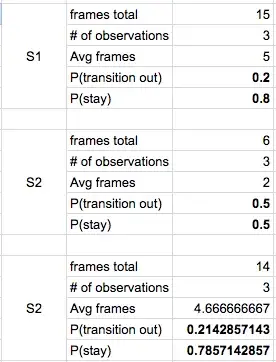 frames total 15
# of observations 3
S1 Avg frames 5
P(transition out) 0.2
P(stay) 0.8
frames total 6
# of observations 3
S2 Avg frames 2
P(transition out) 0.5
P(stay) 0.5
frames total 14
# of observations 3
S2 Avg frames 4.666666667
P(transition out) 0.2142857143
P(stay) 0.7857142857